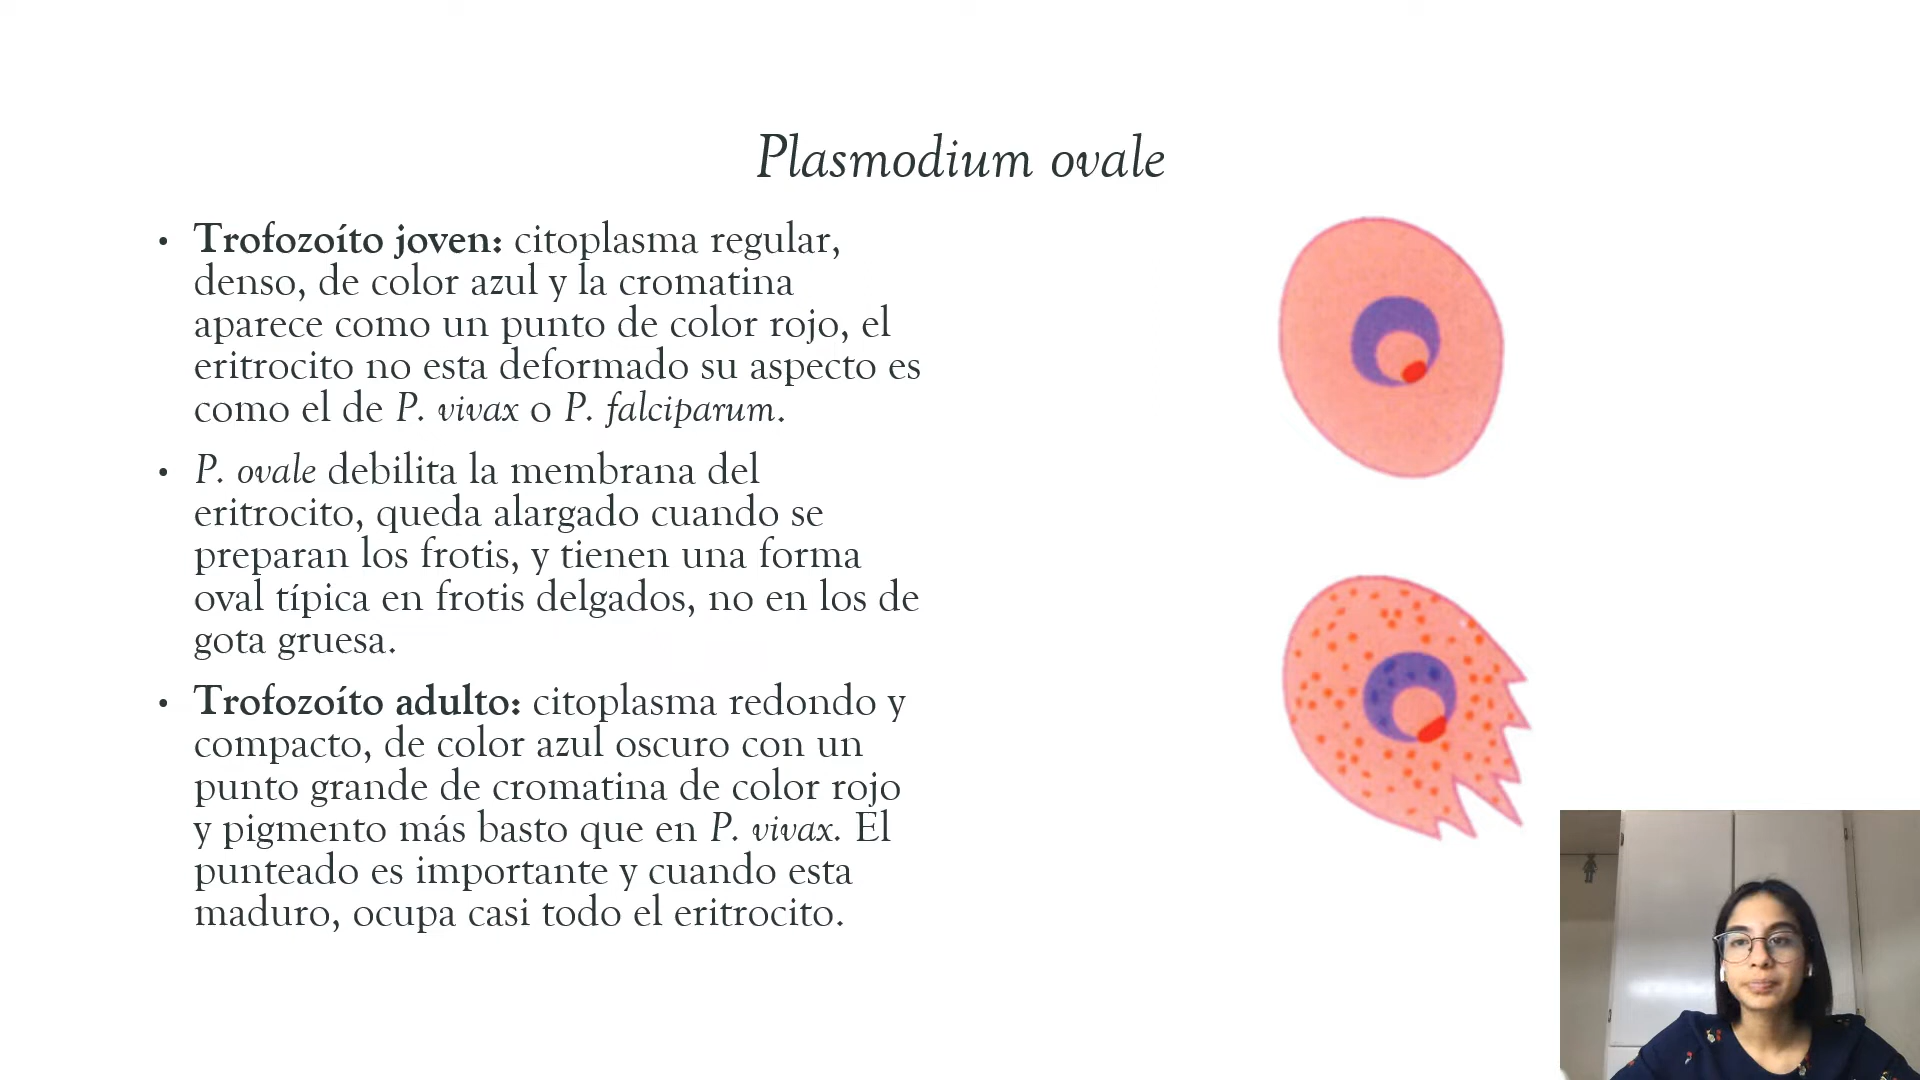 Plasmodium ovale
• Trofozoíto joven: citoplasma regular,
denso, de color azul y la cromatina
aparece como un punto de color rojo, el
eritrocito no esta deformado su aspecto es
como el de P. vivax o P. falciparum.
• P. ovale debilita la membrana del
eritrocito, queda alargado cuando se
preparan los frotis, y tienen una forma
oval típica en frotis delgados, no en los de
gota gruesa.
• Trofozoíto adulto: citoplasma redondo y
compacto, de color azul oscuro con un
punto grande de cromatina de color rojo
y pigmento más basto que en P. vivax. El
punteado es importante y cuando esta
maduro, ocupa casi todo el eritrocito.